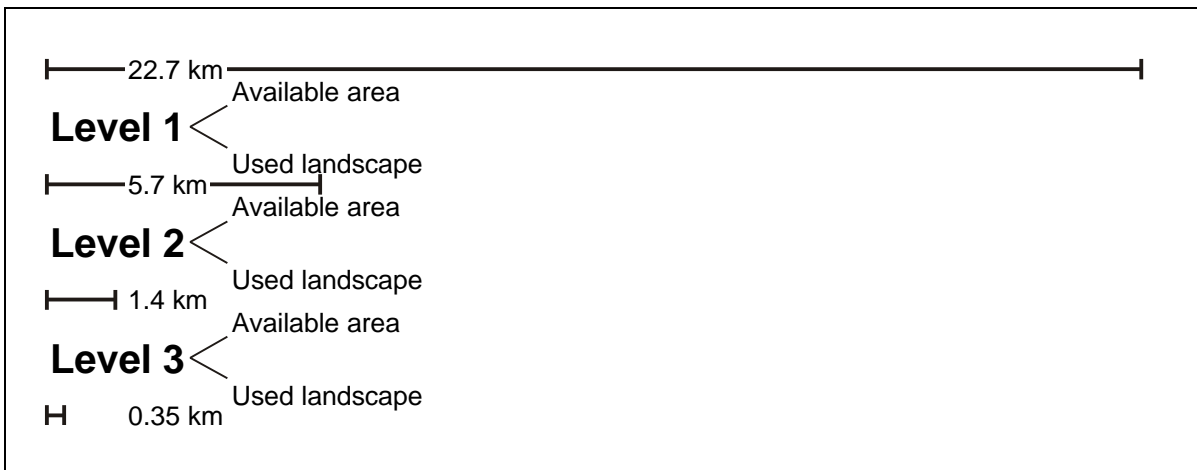 22.7 km
Available area
Level 1
Used landscape
5.7 km
Available area
Level 2
Used landscape
1.4 km
Available area
Level 3
Used landscape
0.35 km